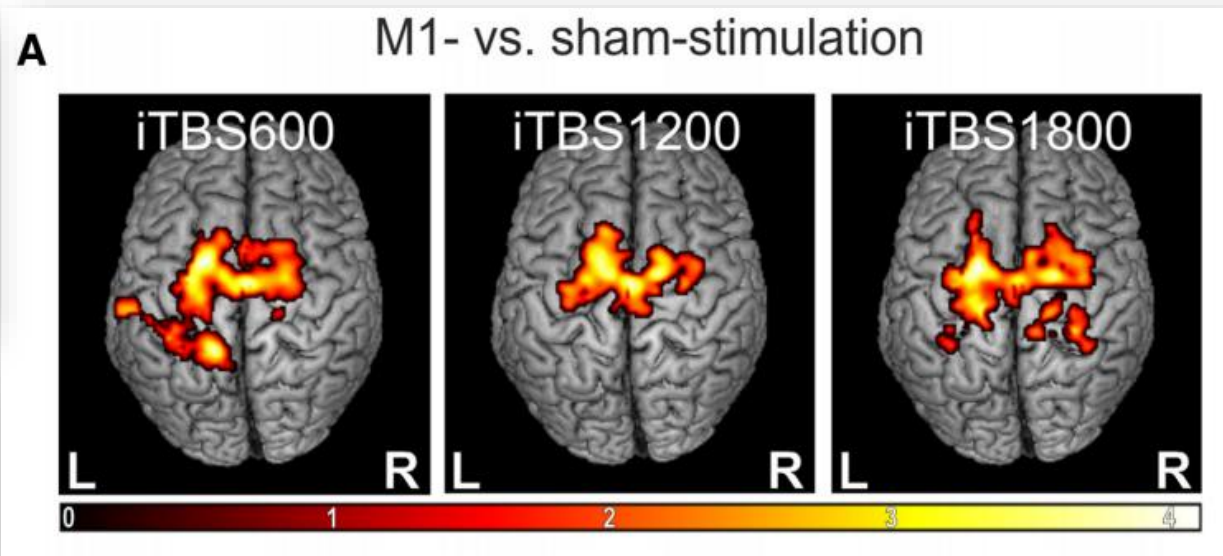 A
M1- vs. sham-stimulation
iTBS600 iTBS1200 iTBS1800
L R L R L R
0 1 2 3 4